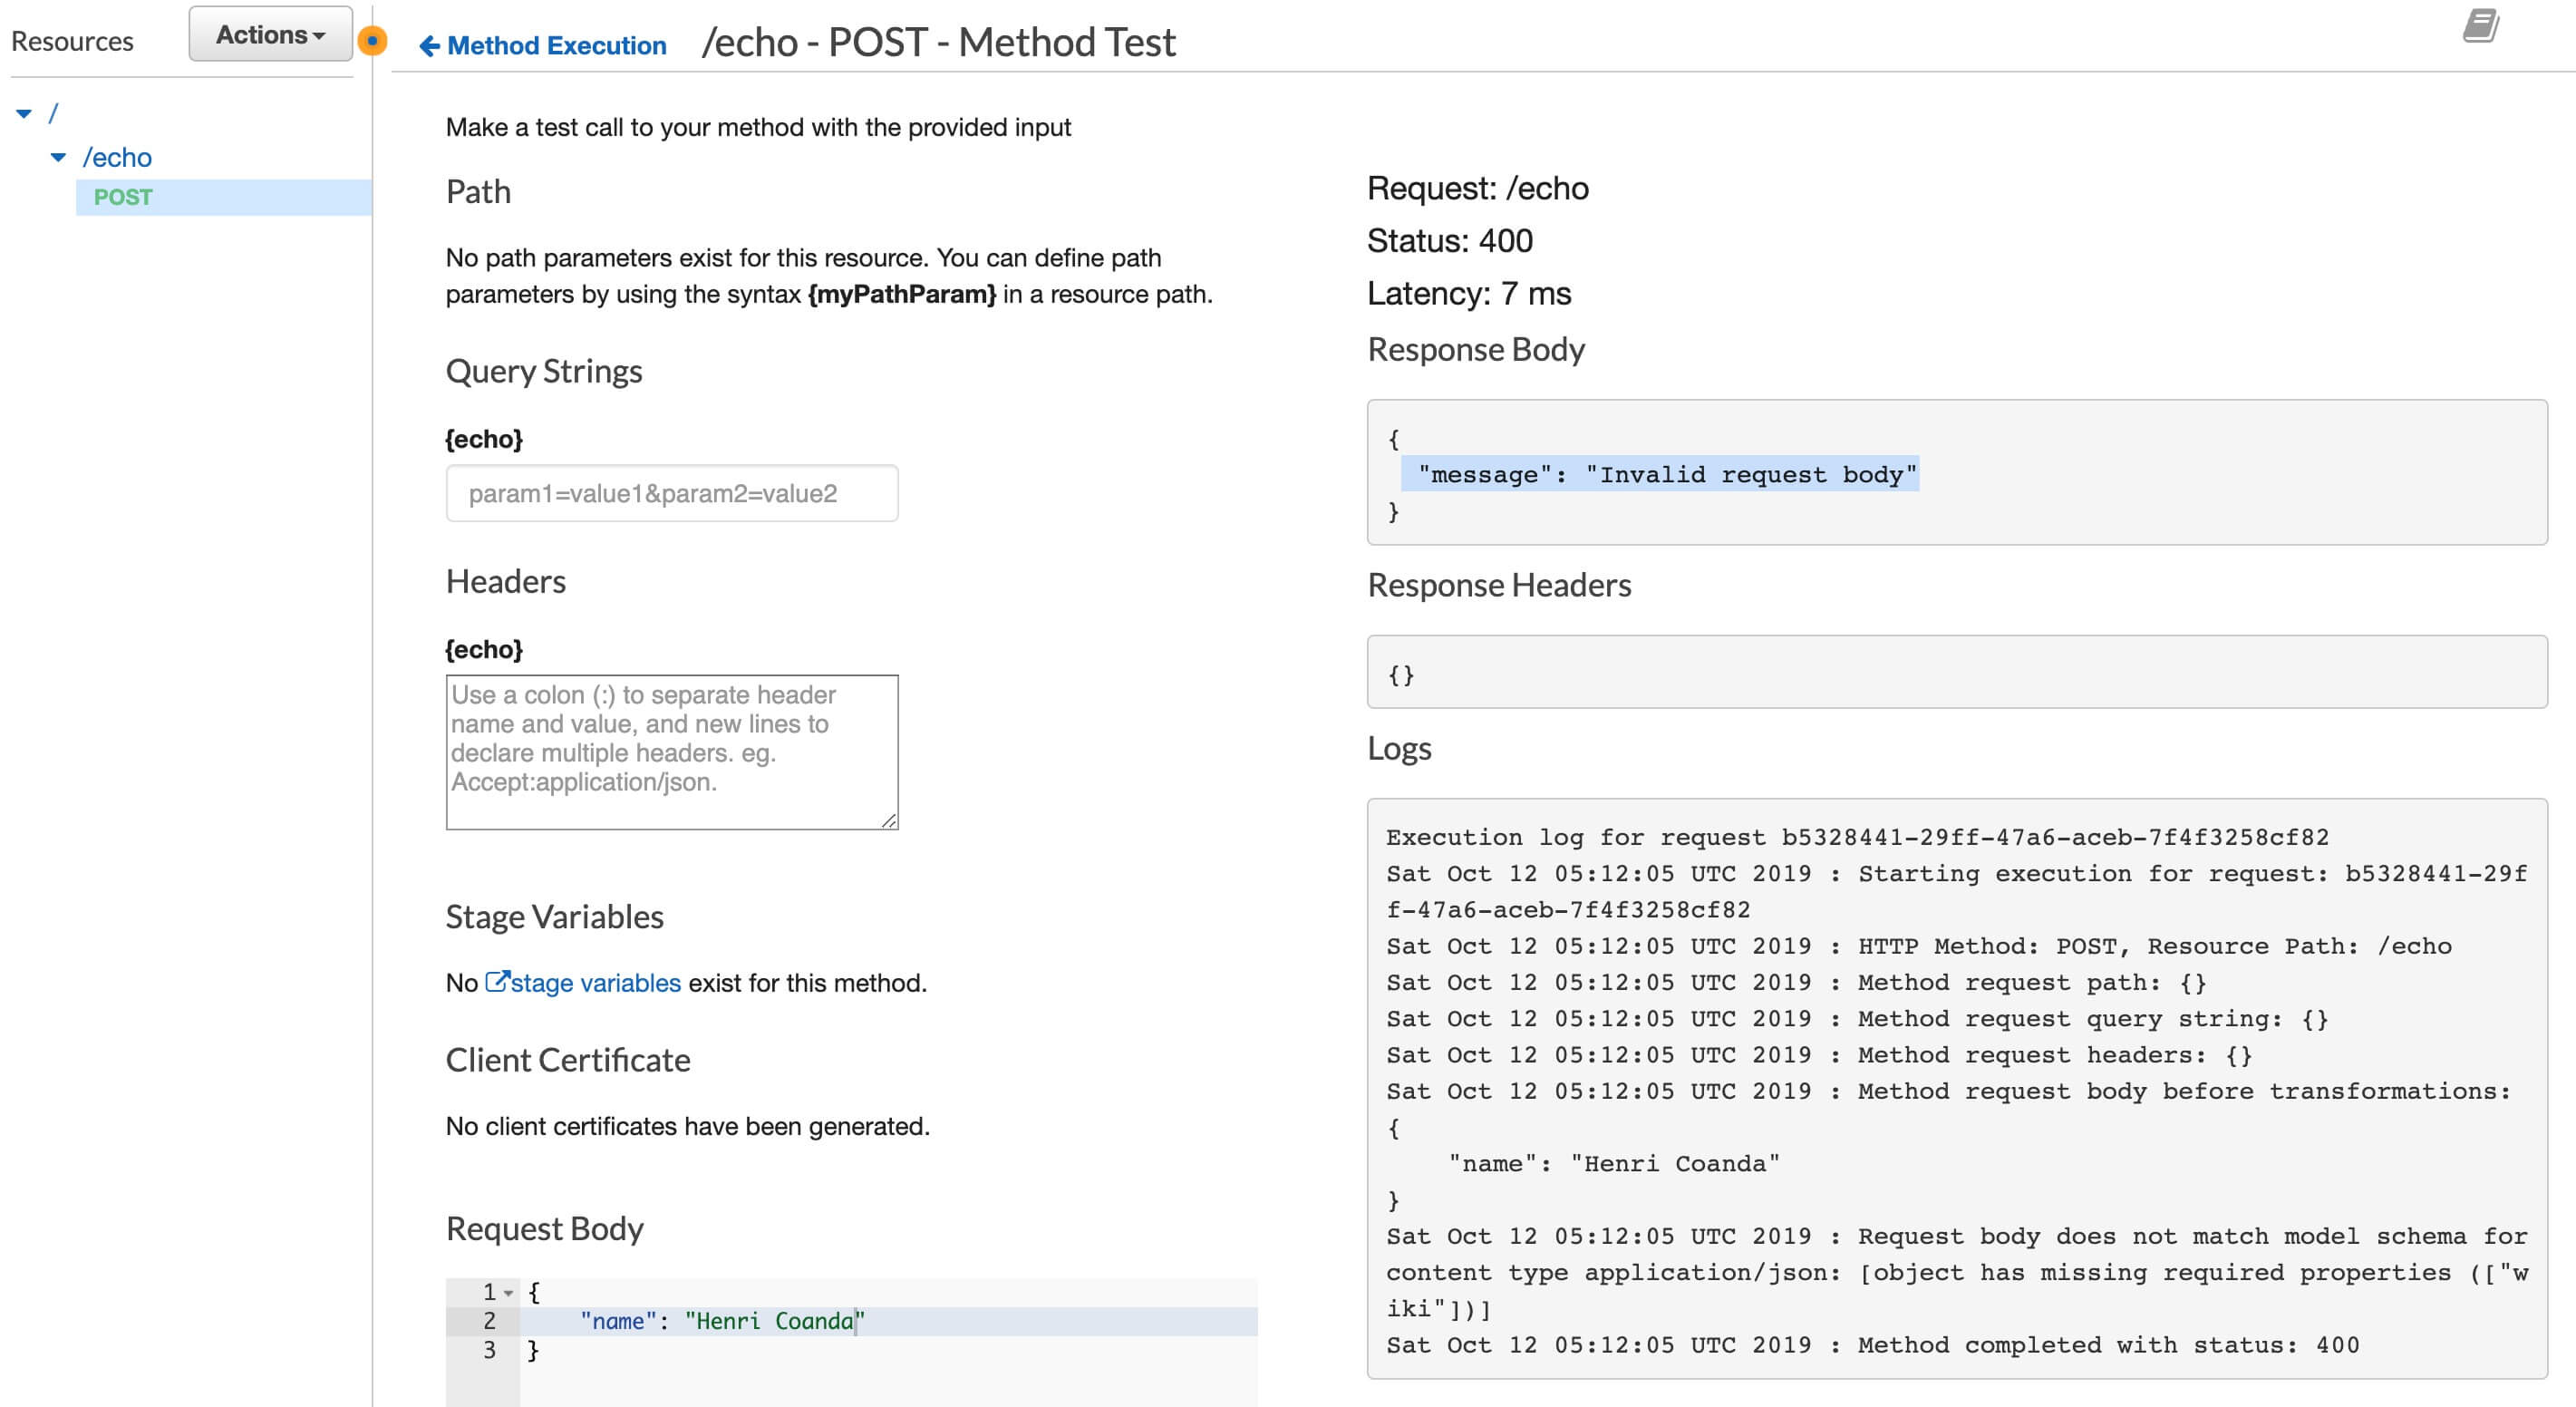 Resources
Actions
/
/echo
POST
Method Execution /echo - POST - Method Test
Make a test call to your method with the provided input
Path
No path parameters exist for this resource. You can define path
parameters by using the syntax {myPathParam} in a resource path.
Query Strings
{echo}
param1=value1&param2=value2
Headers
{echo}
Use a colon (:) to separate header
name and value, and new lines to
declare multiple headers. eg.
Accept:application/json.
Stage Variables
No stage variables exist for this method.
Client Certificate
No client certificates have been generated.
Request Body
1 {
2 "name": "Henri Coanda"
3 }
Request: /echo
Status: 400
Latency: 7 ms
Response Body
{
"message": "Invalid request body"
}
Response Headers
{}
Logs
Execution log for request b5328441-29ff-47a6-aceb-7f4f3258cf82
Sat Oct 12 05:12:05 UTC 2019 : Starting execution for request: b5328441-29f
f-47a6-aceb-7f4f3258cf82
Sat Oct 12 05:12:05 UTC 2019 : HTTP Method: POST, Resource Path: /echo
Sat Oct 12 05:12:05 UTC 2019 : Method request path: {}
Sat Oct 12 05:12:05 UTC 2019 : Method request query string: {}
Sat Oct 12 05:12:05 UTC 2019 : Method request headers: {}
Sat Oct 12 05:12:05 UTC 2019 : Method request body before transformations:
{
"name": "Henri Coanda"
}
Sat Oct 12 05:12:05 UTC 2019 : Request body does not match model schema for
content type application/json: [object has missing required properties (["w
iki"])]
Sat Oct 12 05:12:05 UTC 2019 : Method completed with status: 400